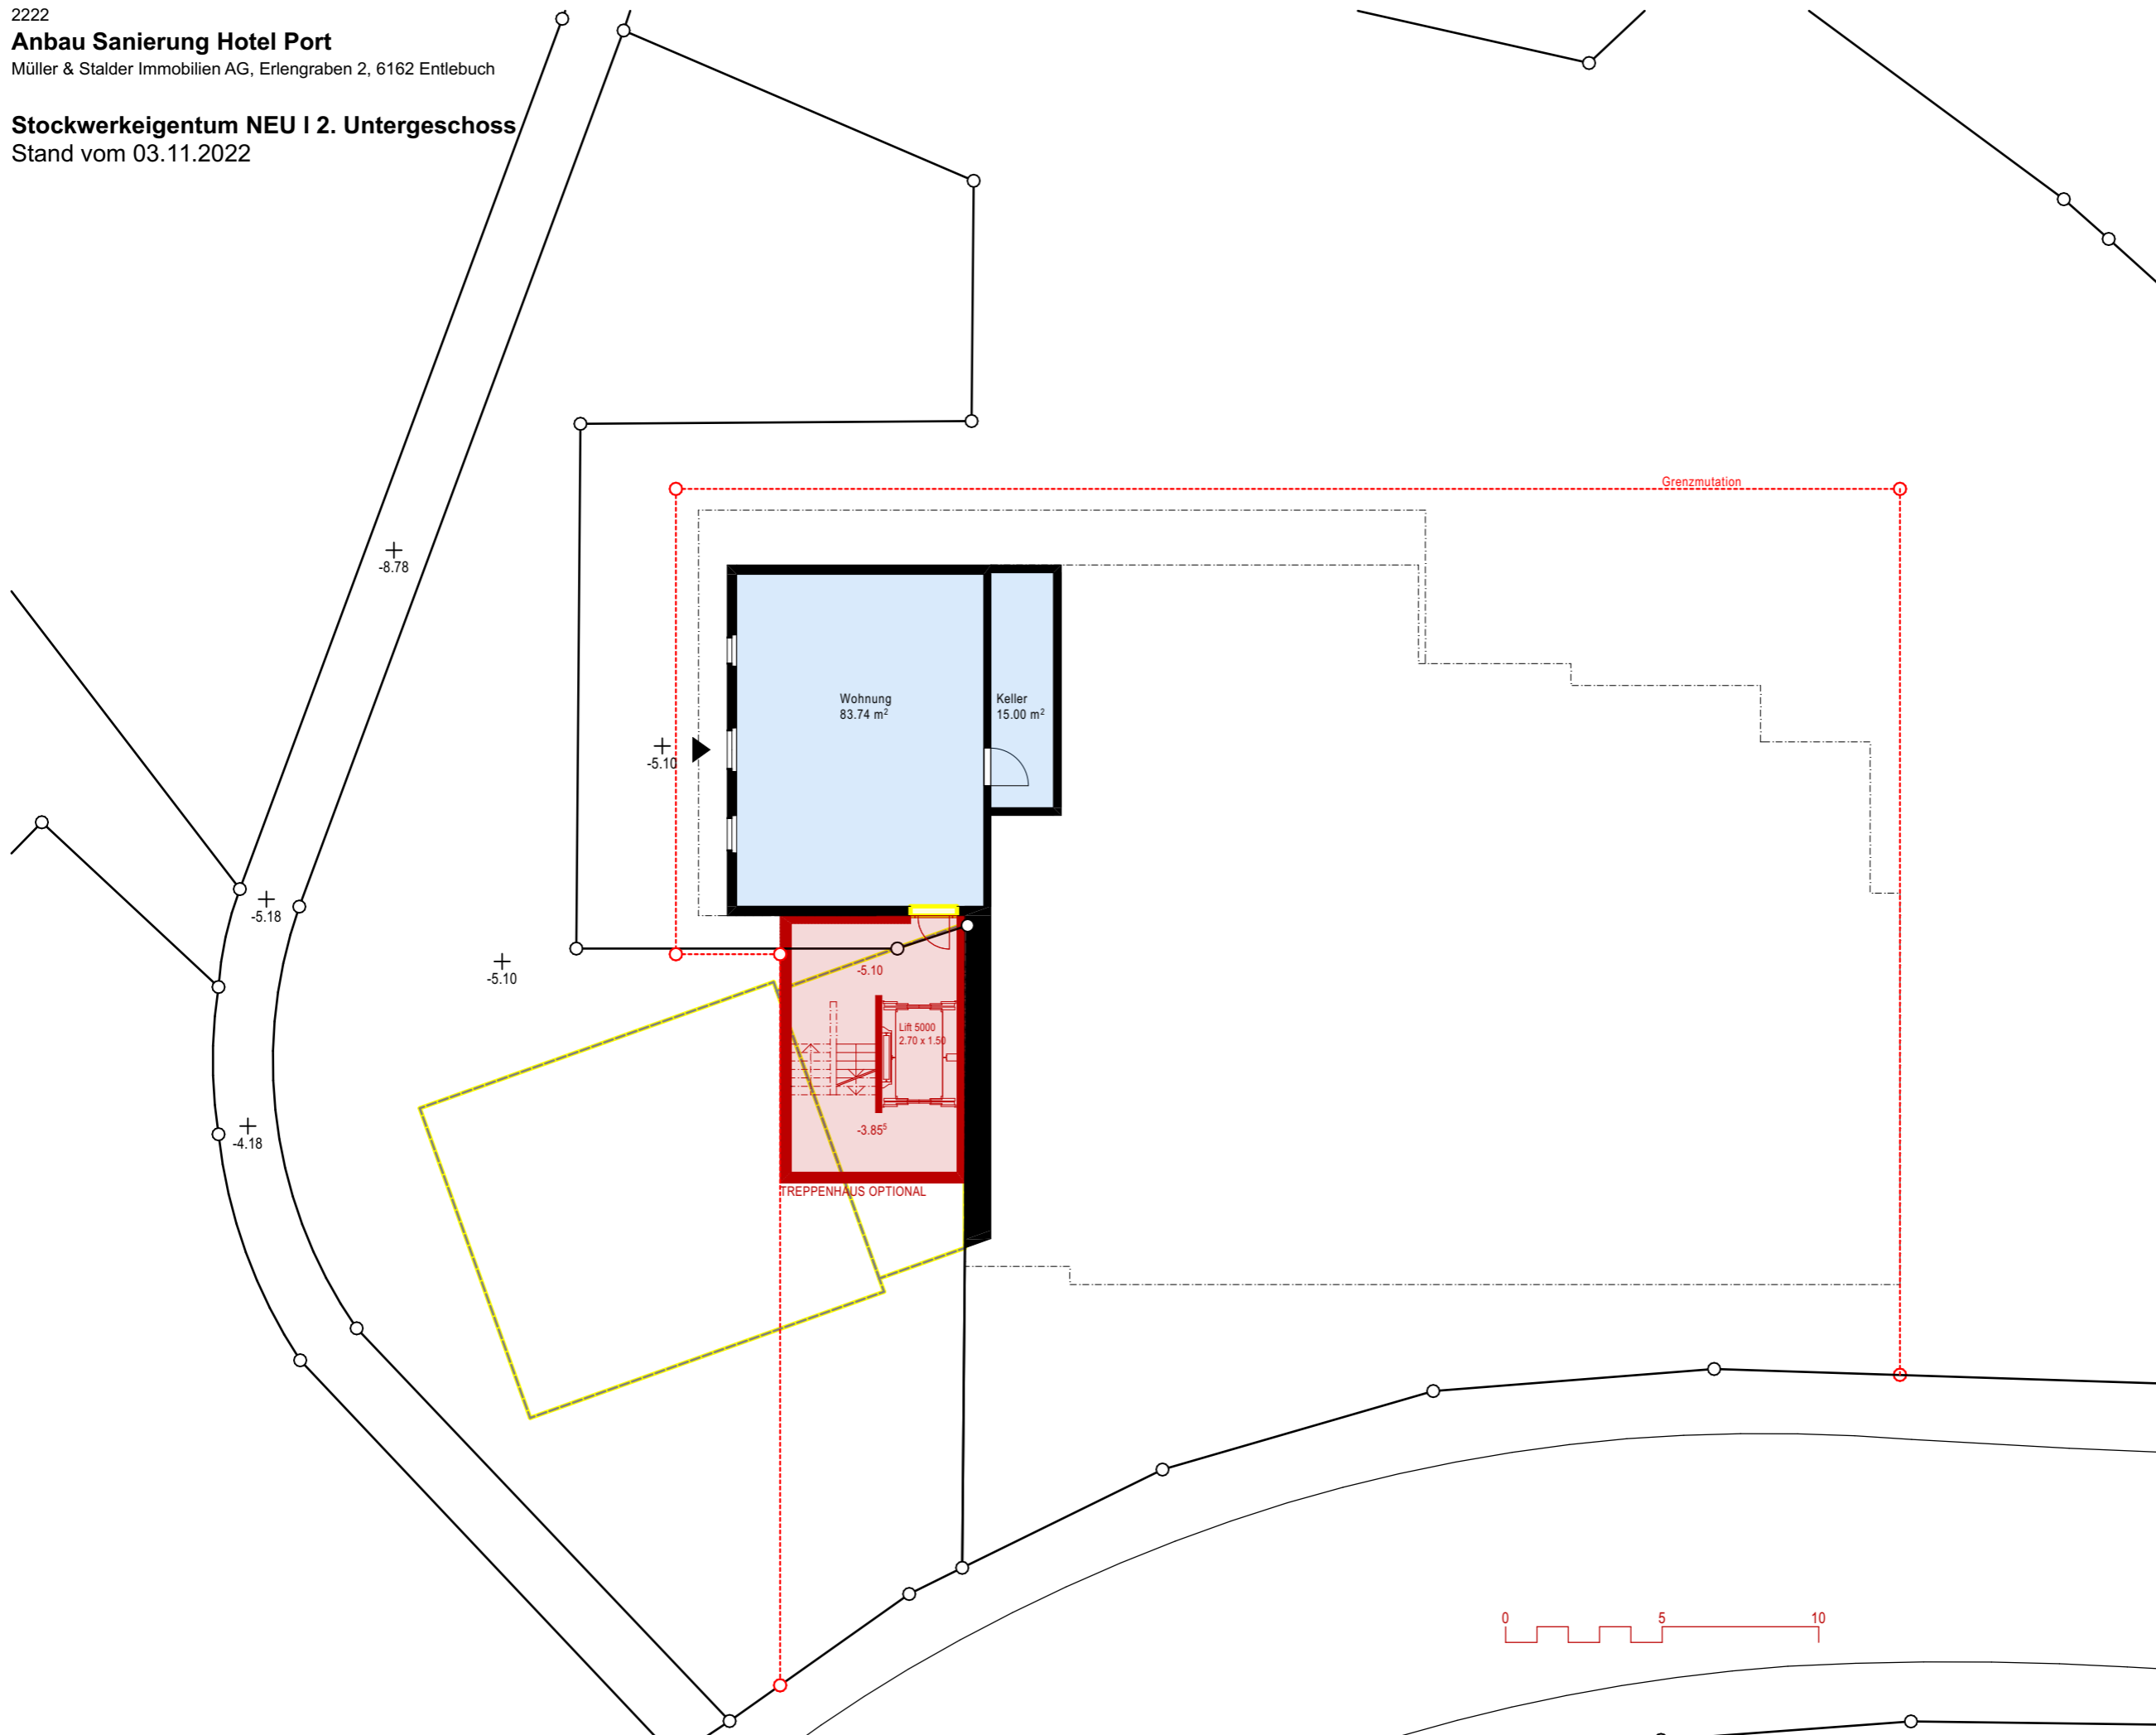 2222
Anbau Sanierung Hotel Port
Müller & Stalder Immobilien AG, Erlengraben 2, 6162 Entlebuch
Stockwerkeigentum NEU I 2. Untergeschoss
Stand vom 03.11.2022
Grenzmutation
-8.78
Wohnung
83.74 m²
Keller
15.00 m²
-5.10
-5.18
-5.10
-5.10
Lift 5000
2.70 x 1.50
-4.18
-3.85⁵
TREPPENHAUS OPTIONAL
0 5 10